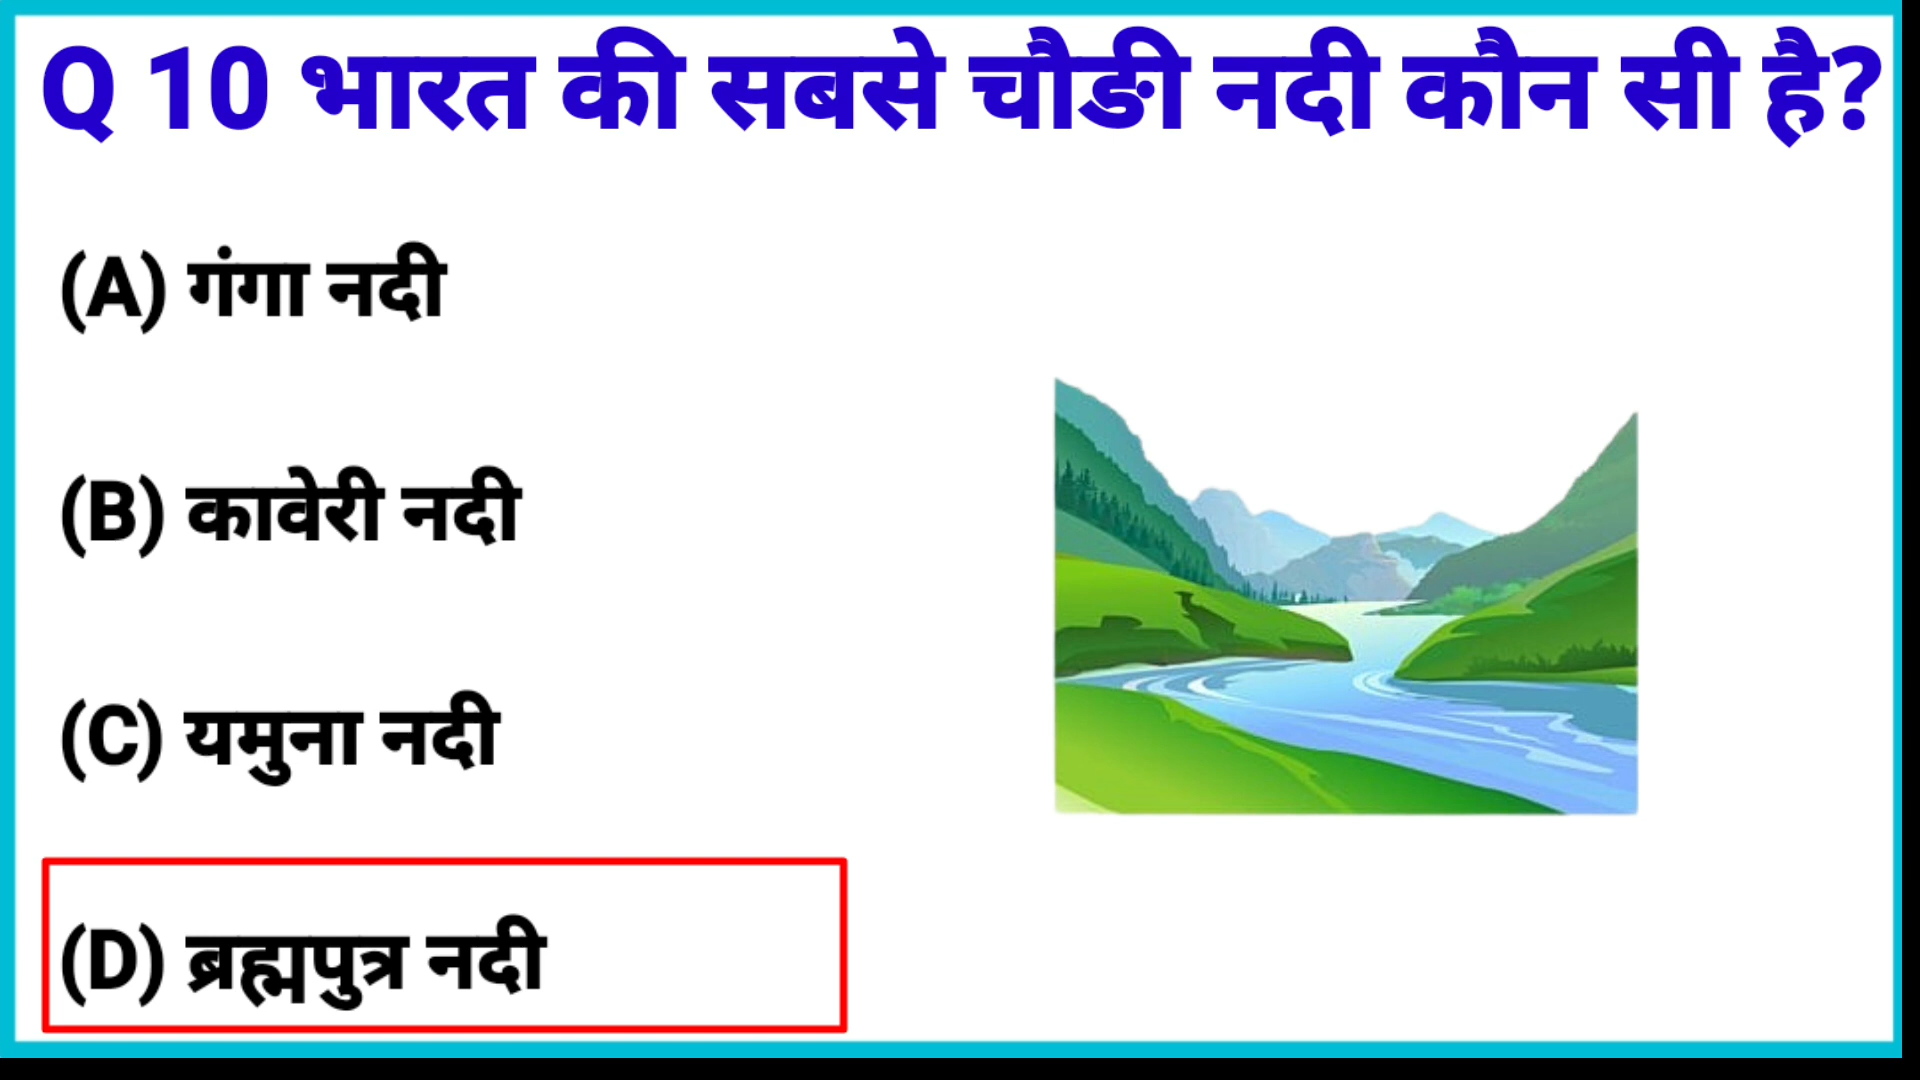 Q 10 भारत की सबसे चौङी नदी कौन सी है?
(A) गंगा नदी
(B) कावेरी नदी
(C) यमुना नदी
(D) ब्रह्मपुत्र नदी